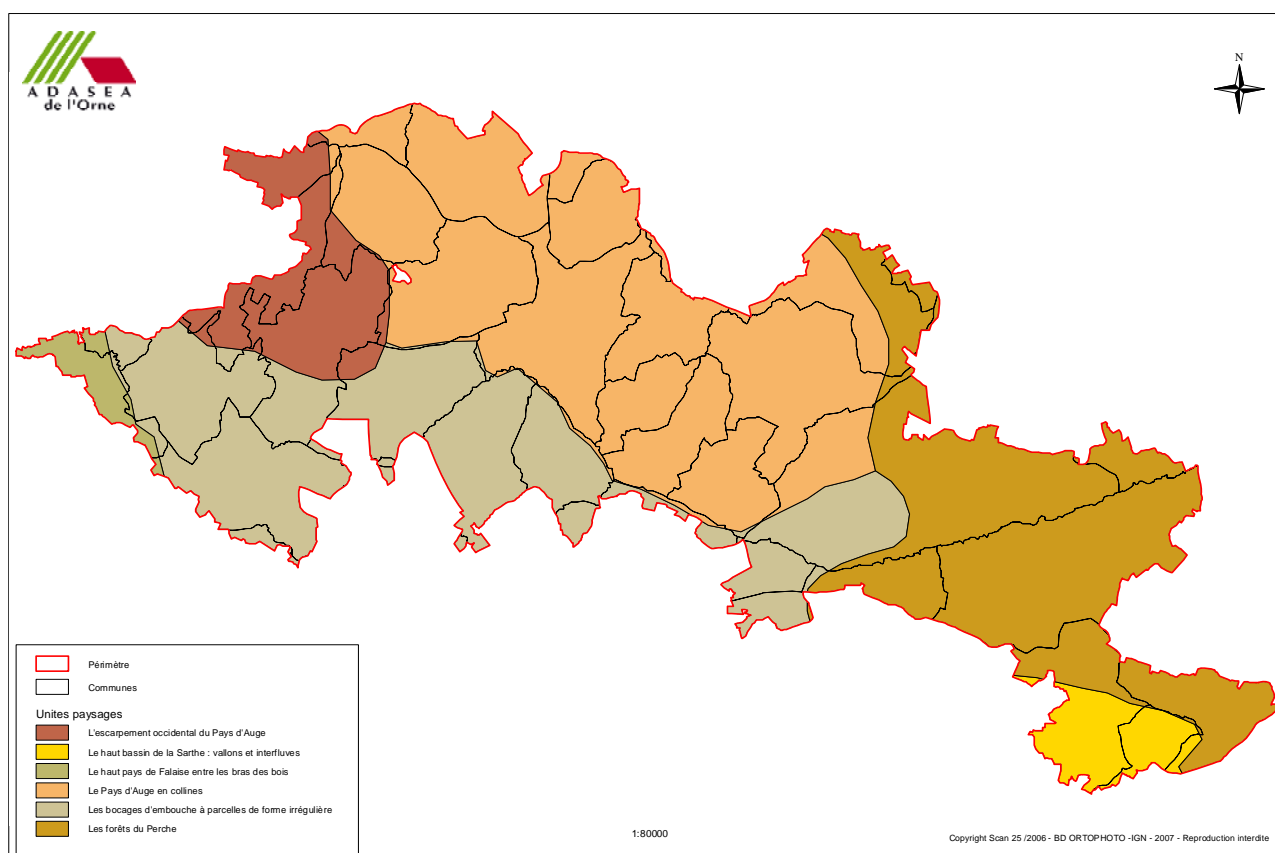 ADASEA
de l'Orne
N
Périmètre
Communes
Unites paysages
L'escarpement occidental du Pays d'Auge
Le haut bassin de la Sarthe : vallons et interfluves
Le haut pays de Falaise entre les bras des bois
Le Pays d'Auge en collines
Les bocages d'embouche à parcelles de forme irrégulière
Les forêts du Perche
1:80000
Copyright Scan 25 /2006 - BD ORTOPHOTO -IGN - 2007 - Reproduction interdite